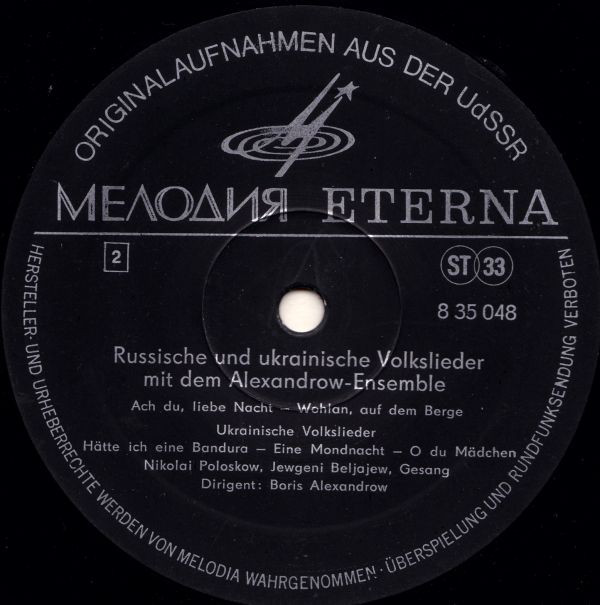 ORIGINALAUFNAHMEN AUS DER UdSSR
МЕЛОДИЯ ETERNA
2
ST 33
8 35 048
Russische und ukrainische Volkslieder
mit dem Alexandrow-Ensemble
Ach du, liebe Nacht – Wohlan, auf dem Berge
Ukrainische Volkslieder
Hätte ich eine Bandura – Eine Mondnacht – O du Mädchen
Nikolai Poloskow, Jewgeni Beljajew, Gesang
Dirigent: Boris Alexandrow
HERSTELLER- UND URHEBERRECHTE WERDEN VON MELODIA WAHRGENOMMEN · ÜBERSPIELUNG UND RUNDFUNKSENDUNG VERBOTEN